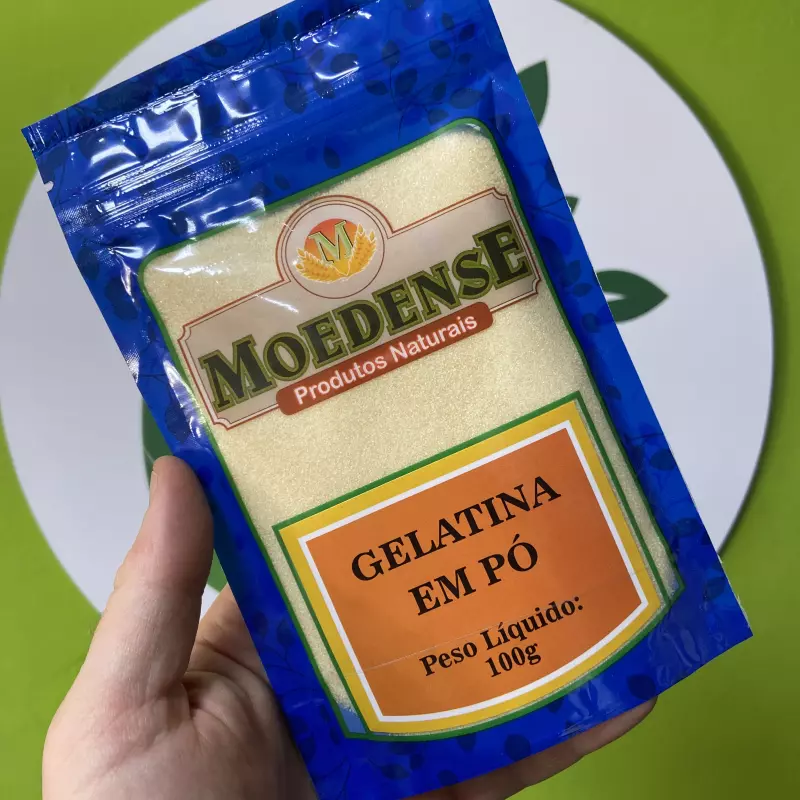 M
MOEDENSE
Produtos Naturais
GELATINA
EM PÓ
Peso Líquido:
100g